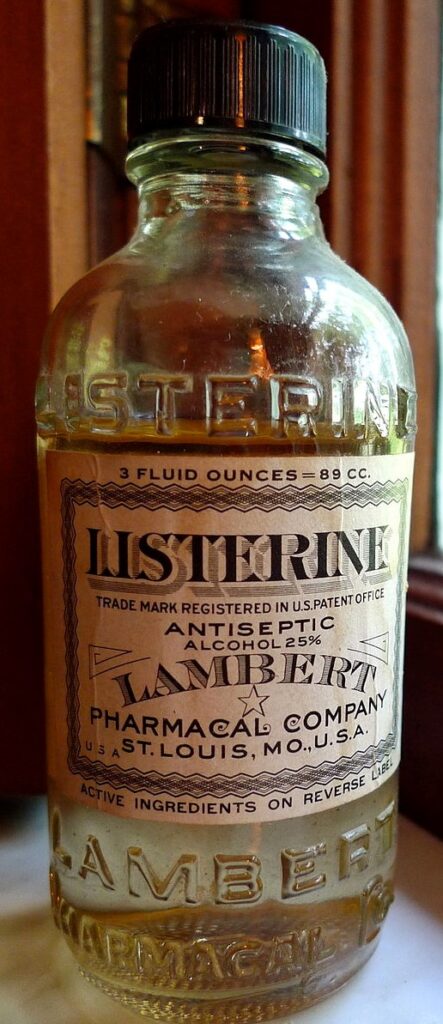 LISTERINE
3 FLUID OUNCES = 89 CC.
LISTERINE
TRADE MARK REGISTERED IN U.S. PATENT OFFICE
ANTISEPTIC
ALCOHOL 25%
LAMBERT
PHARMACAL COMPANY
U S A ST. LOUIS, MO., U.S.A.
ACTIVE INGREDIENTS ON REVERSE LABEL
LAMBERT
PHARMACAL Co